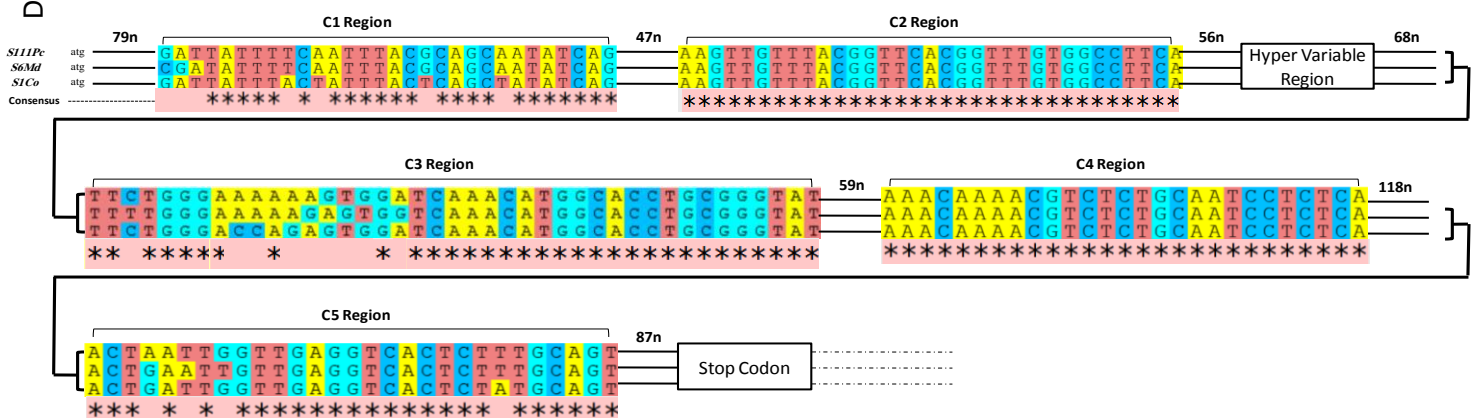 D
C1 Region C2 Region
79n 47n 56n 68n
S111Pc atg GATTATTTTCAATTTACGCAGCAATATCAG AAGTTGTTTACGGTTCACGGTTTGTGGCCTTCA
S6Md atg CGATATTTTCAATTTACGCAGCAATATCAG AAGTTGTTTACGGTTCACGGTTTGTGGCCTTCA
S1Co atg GATTATTTACTATTTACTCAGCTATATCAG AAGTTGTTTACGGTTCACGGTTTGTGGCCTTCA
Hyper Variable
Region
Consensus ***** * ****** **** ******* *********************************
C3 Region C4 Region
59n 118n
TTCTGGGAAAAAAGTGGATCAAACATGGCACCTGCGGGTAT AAACAAAACGTCTCTGCAATCCTCTCA
TTTTGGGAAAAAGAGTGGTCAAACATGGCACCTGCGGGTAT AAACAAAACGTCTCTGCAATCCTCTCA
TTCTGGGACCAGAGTGGATCAAACATGGCACCTGCGGGTAT AAACAAAACGTCTCTGCAATCCTCTCA
** ***** * * *********************** ***************************
C5 Region
87n
ACTAATTGGTTGAGGTCACTCTTTGCAGT
ACTGAATTGTTGAGGTCACTCTTTGCAGT
ACTGATTGGTTGAGGTCACTCTATGCAGT
Stop Codon
*** * * ************** ******